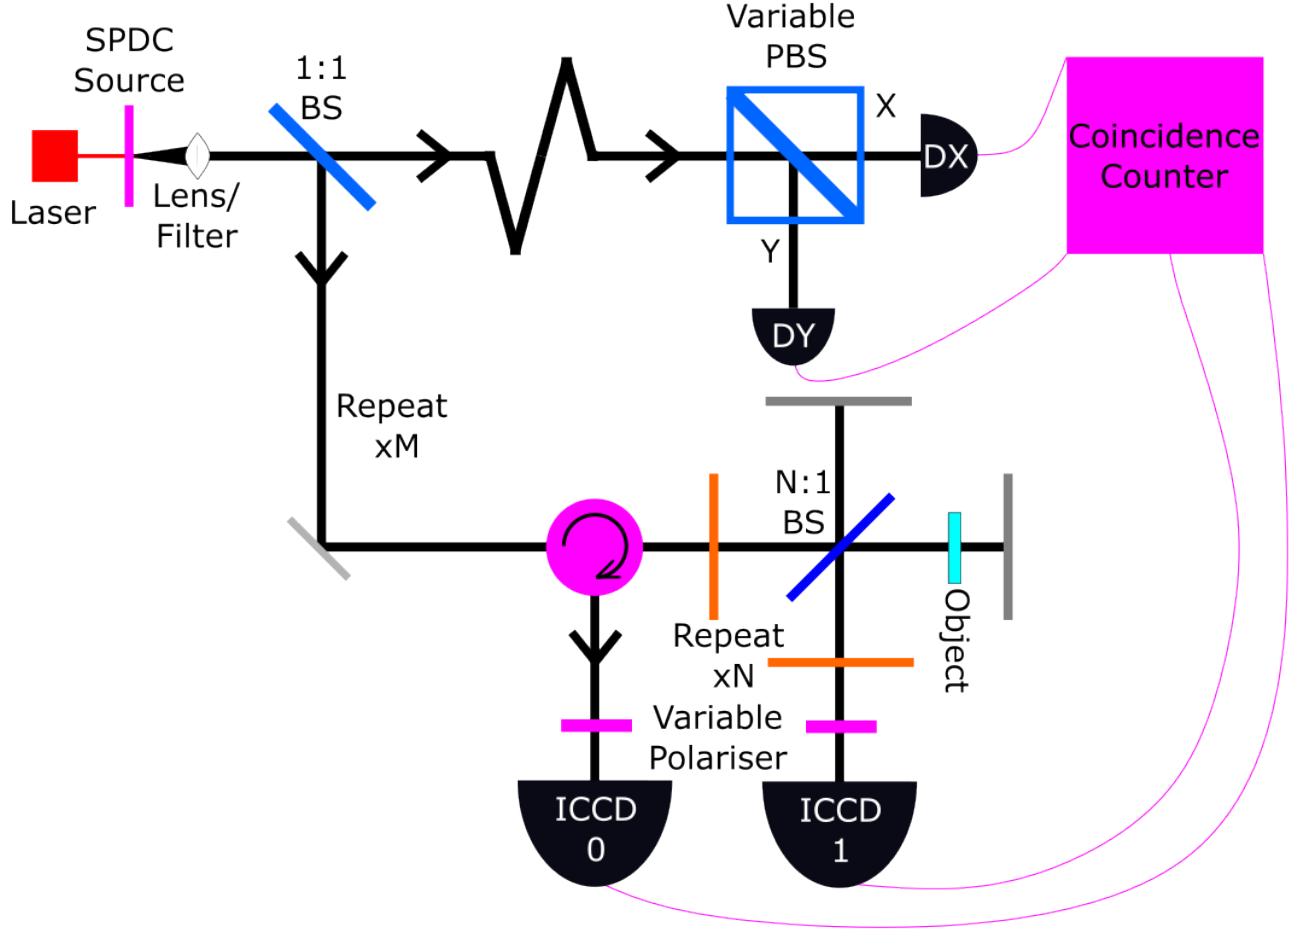 SPDC
Source
Laser
Lens/
Filter
1:1
BS
Variable
PBS
X
DX
Y
DY
Coincidence
Counter
Repeat
xM
N:1
BS
Object
Repeat
xN
Variable
Polariser
ICCD
0
ICCD
1